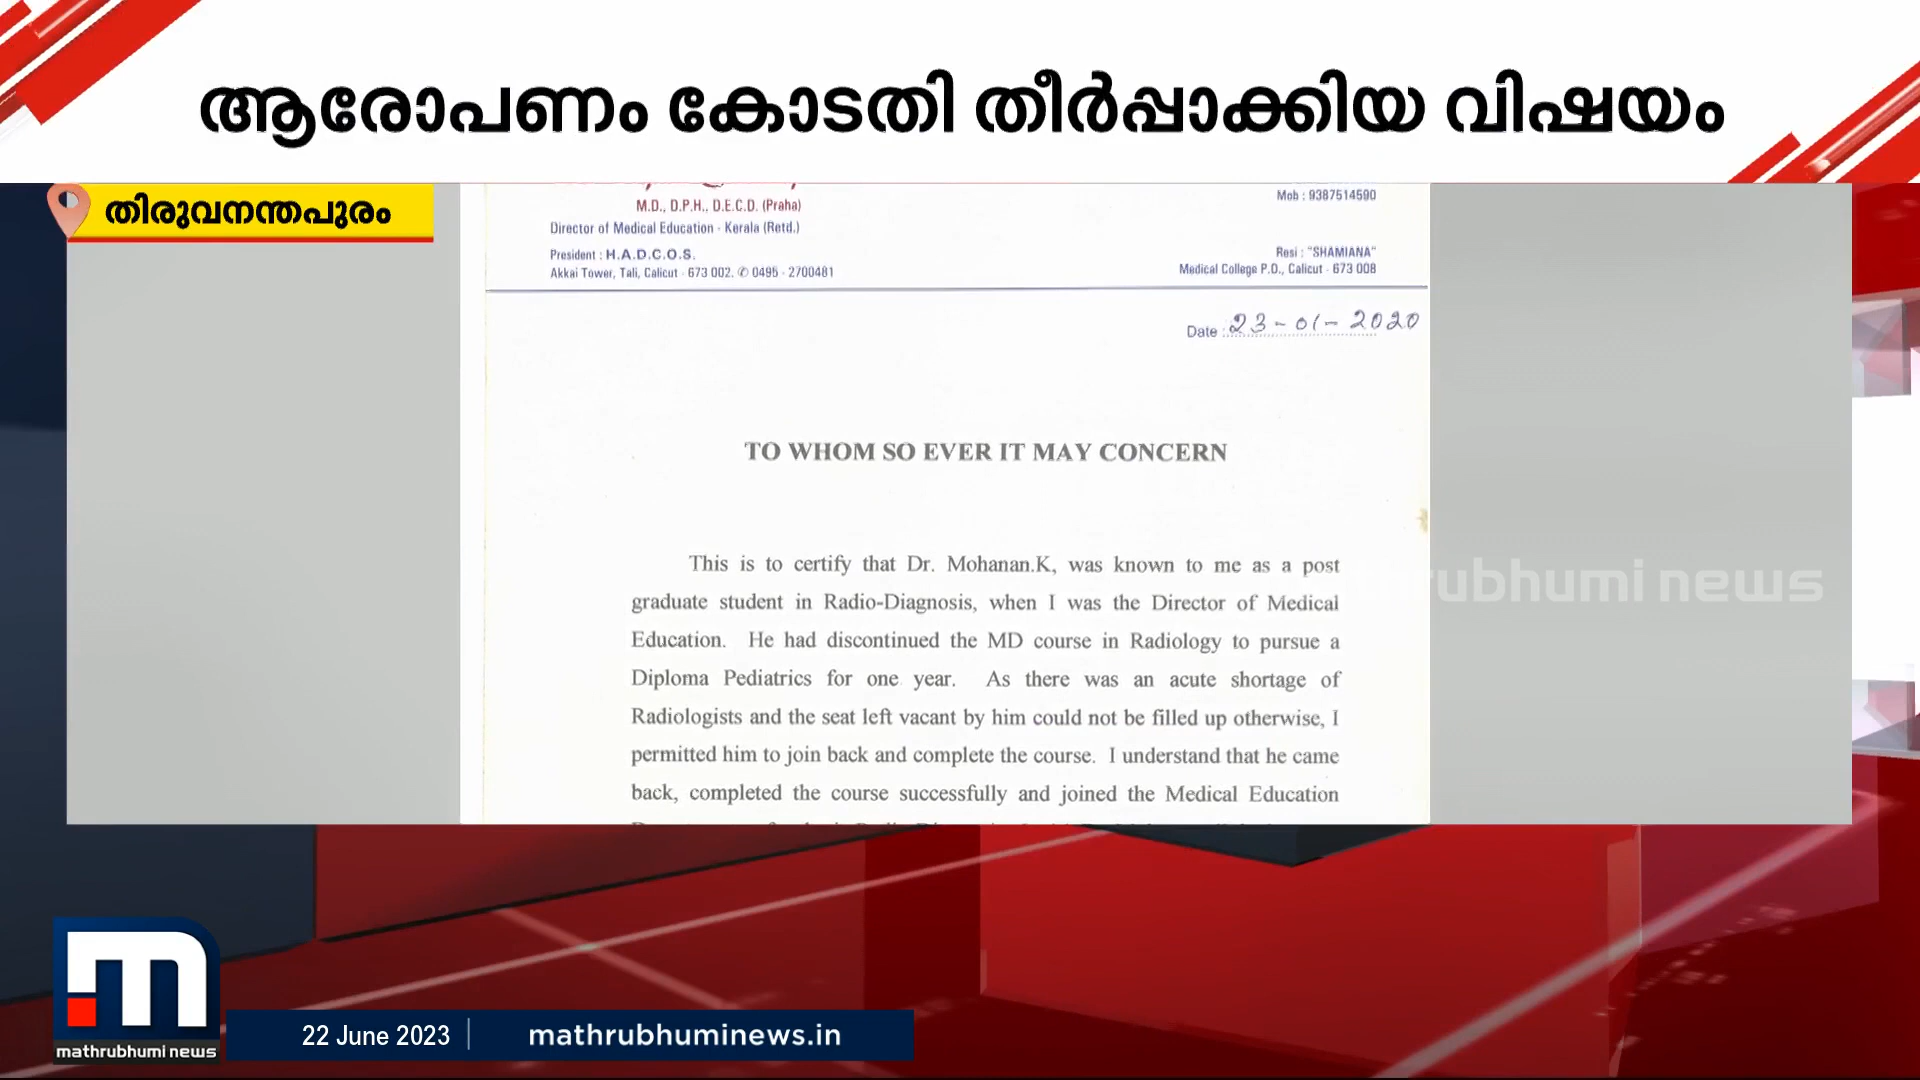 ആരോപണം കോടതി തീർപ്പാക്കിയ വിഷയം
തിരുവനന്തപുരം
M.D., D.P.H., D.E.C.D. (Praha)
Director of Medical Education - Kerala (Retd.)
President : H.A.D.C.O.S.
Akkai Tower, Tali, Calicut - 673 002. ✆ 0495 - 2700481
Mob : 9387514590
Resi : "SHAMIANA"
Medical College P.O., Calicut - 673 008
Date : 23-01-2020
TO WHOM SO EVER IT MAY CONCERN
This is to certify that Dr. Mohanan.K, was known to me as a post
graduate student in Radio-Diagnosis, when I was the Director of Medical
Education. He had discontinued the MD course in Radiology to pursue a
Diploma Pediatrics for one year. As there was an acute shortage of
Radiologists and the seat left vacant by him could not be filled up otherwise, I
permitted him to join back and complete the course. I understand that he came
back, completed the course successfully and joined the Medical Education
mathrubhumi news
mathrubhumi news
22 June 2023
mathrubhuminews.in